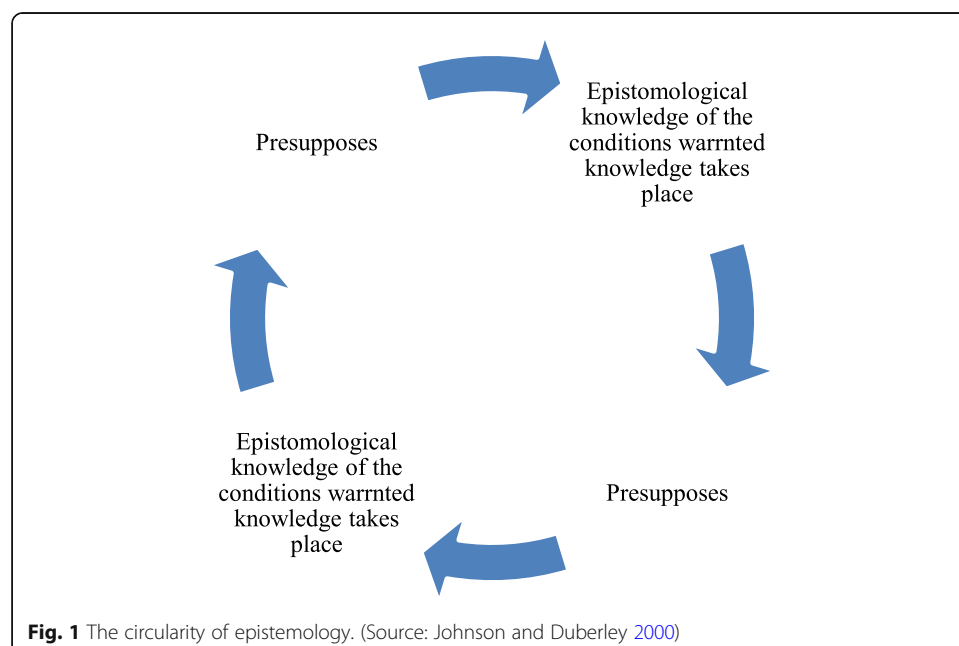 Presupposes
Epistomological
knowledge of the
conditions warrnted
knowledge takes
place
Presupposes
Epistomological
knowledge of the
conditions warrnted
knowledge takes
place
Fig. 1 The circularity of epistemology. (Source: Johnson and Duberley 2000)